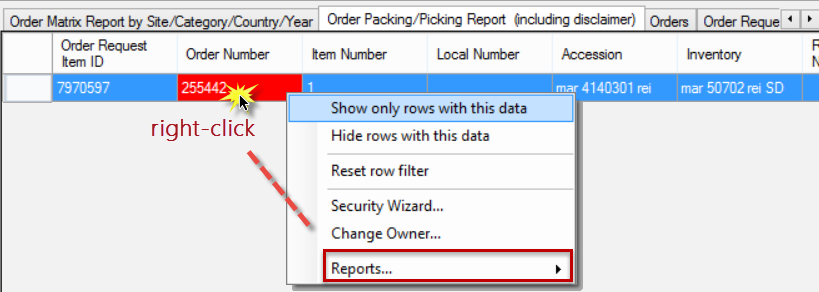 Order Matrix Report by Site/Category/Country/Year Order Packing/Picking Report (including disclaimer) Orders Order Reque
Order Request Item ID Order Number Item Number Local Number Accession Inventory R N
7970597 255442 1 mar 4140301 rei mar 50702 rei SD
right-click
Show only rows with this data
Hide rows with this data
Reset row filter
Security Wizard...
Change Owner...
Reports...